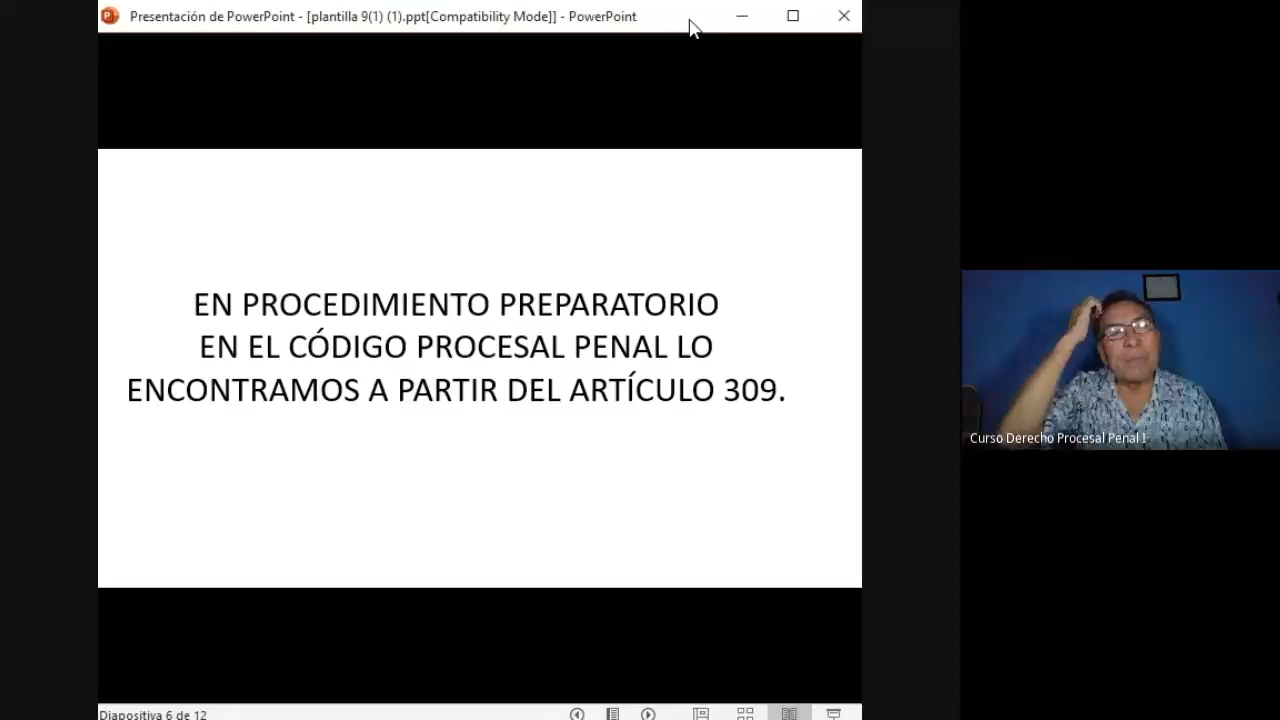 Presentación de PowerPoint - [plantilla 9(1) (1).ppt[Compatibility Mode]] - PowerPoint
EN PROCEDIMIENTO PREPARATORIO
EN EL CÓDIGO PROCESAL PENAL LO
ENCONTRAMOS A PARTIR DEL ARTÍCULO 309.
Curso Derecho Procesal Penal I
Diapositiva 6 de 12